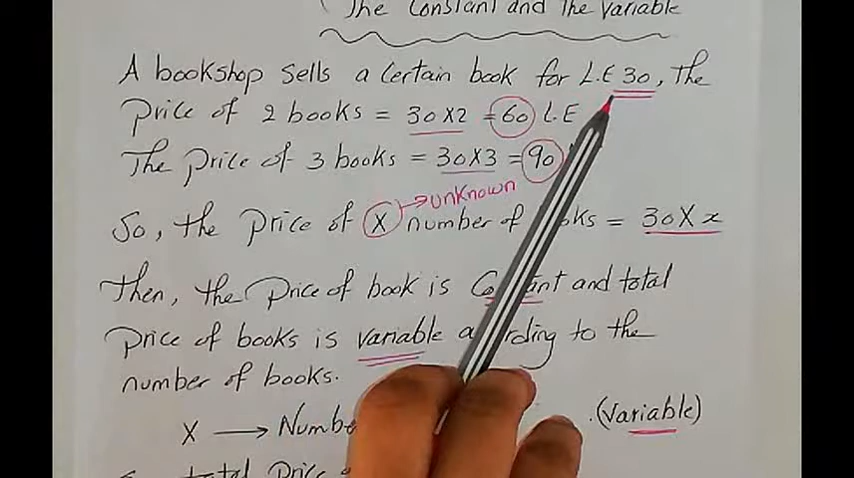 The Constant and The Variable
A bookshop sells a certain book for L.E 30, the
price of 2 books = 30 X 2 = 60 L.E
The price of 3 books = 30 X 3 = 90
unknown
So, the price of X number of = 30 X x
Then, the price of book is and total
price of books is variable to the
number of books.
X → (Variable)
total price